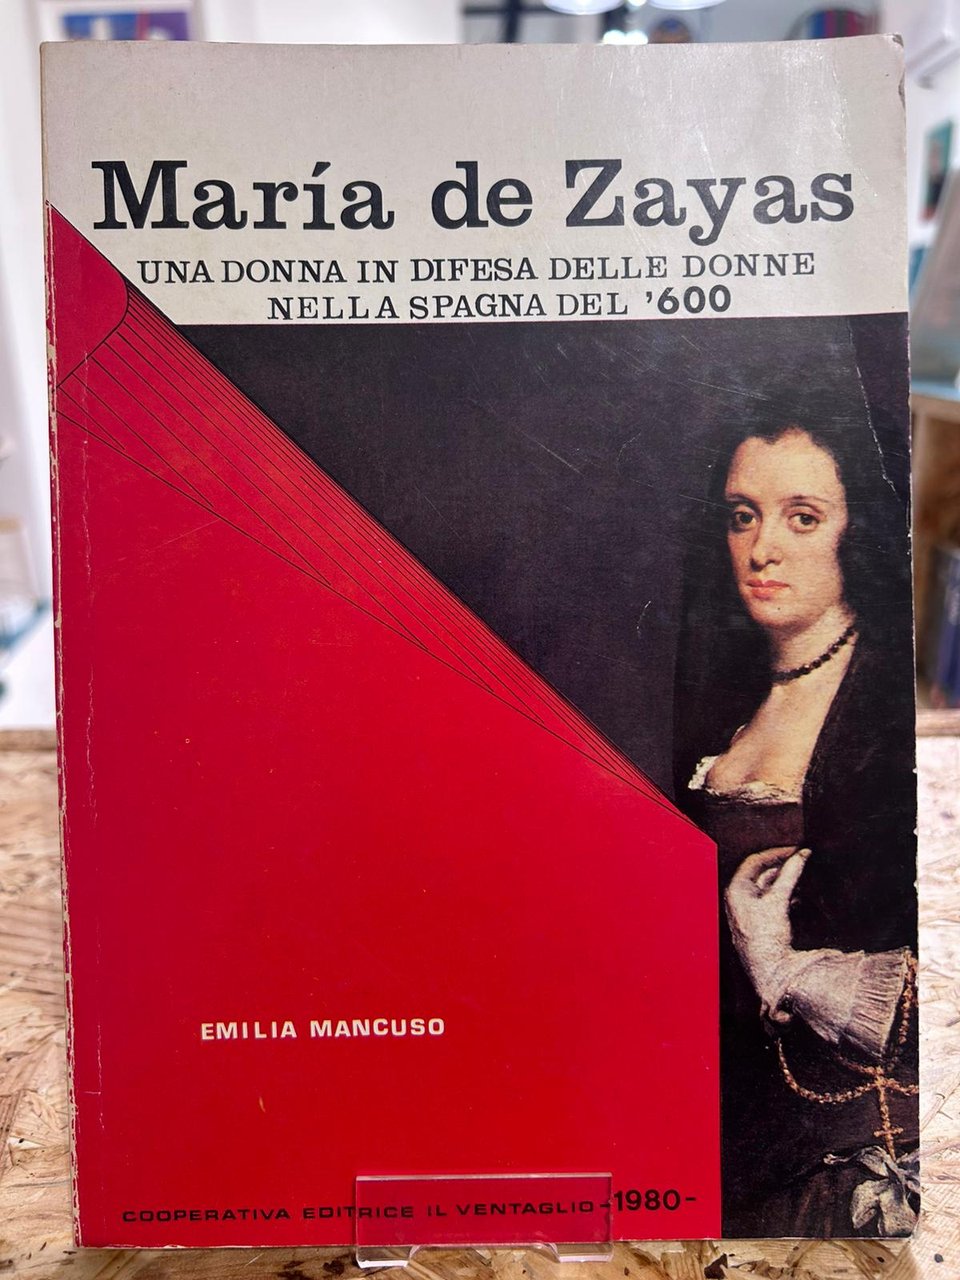 María de Zayas
UNA DONNA IN DIFESA DELLE DONNE
NELLA SPAGNA DEL '600
EMILIA MANCUSO
COOPERATIVA EDITRICE IL VENTAGLIO -1980-